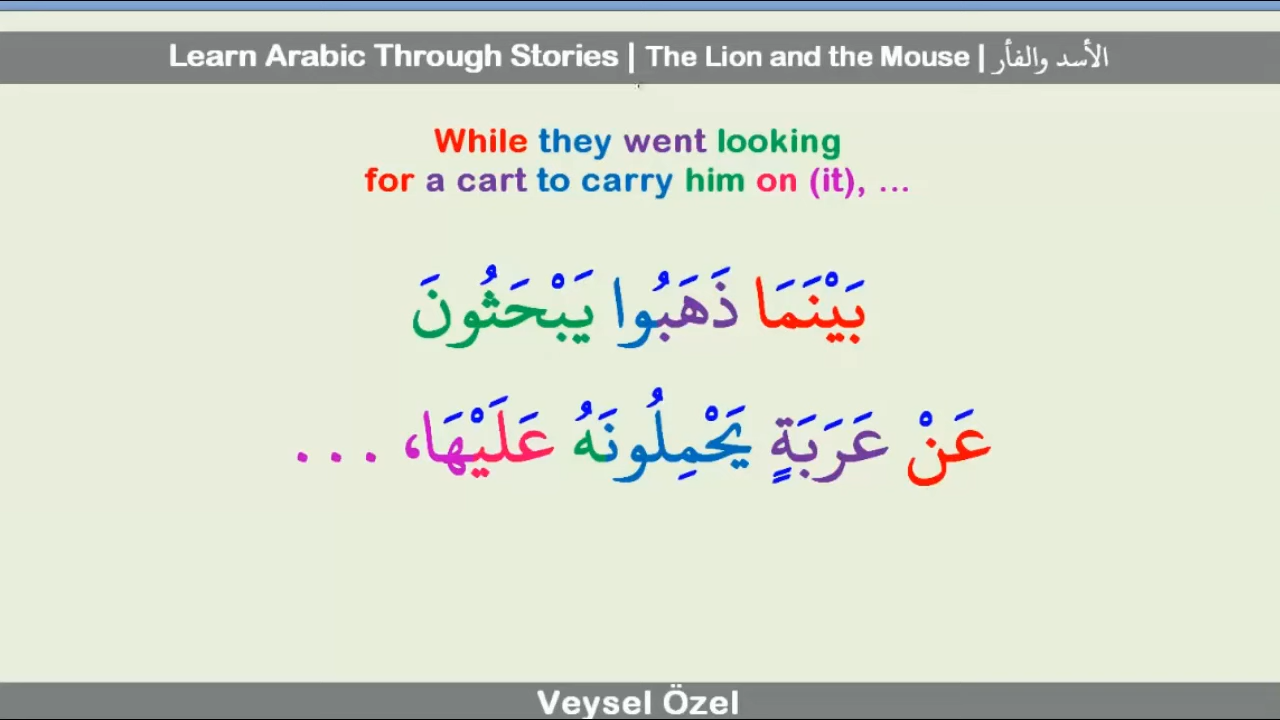 Learn Arabic Through Stories | The Lion and the Mouse | الأسد والفأر
While they went looking
for a cart to carry him on (it), ...
بَيْنَمَا ذَهَبُوا يَبْحَثُونَ
عَنْ عَرَبَةٍ يَحْمِلُونَهُ عَلَيْهَا، ...
Veysel Özel